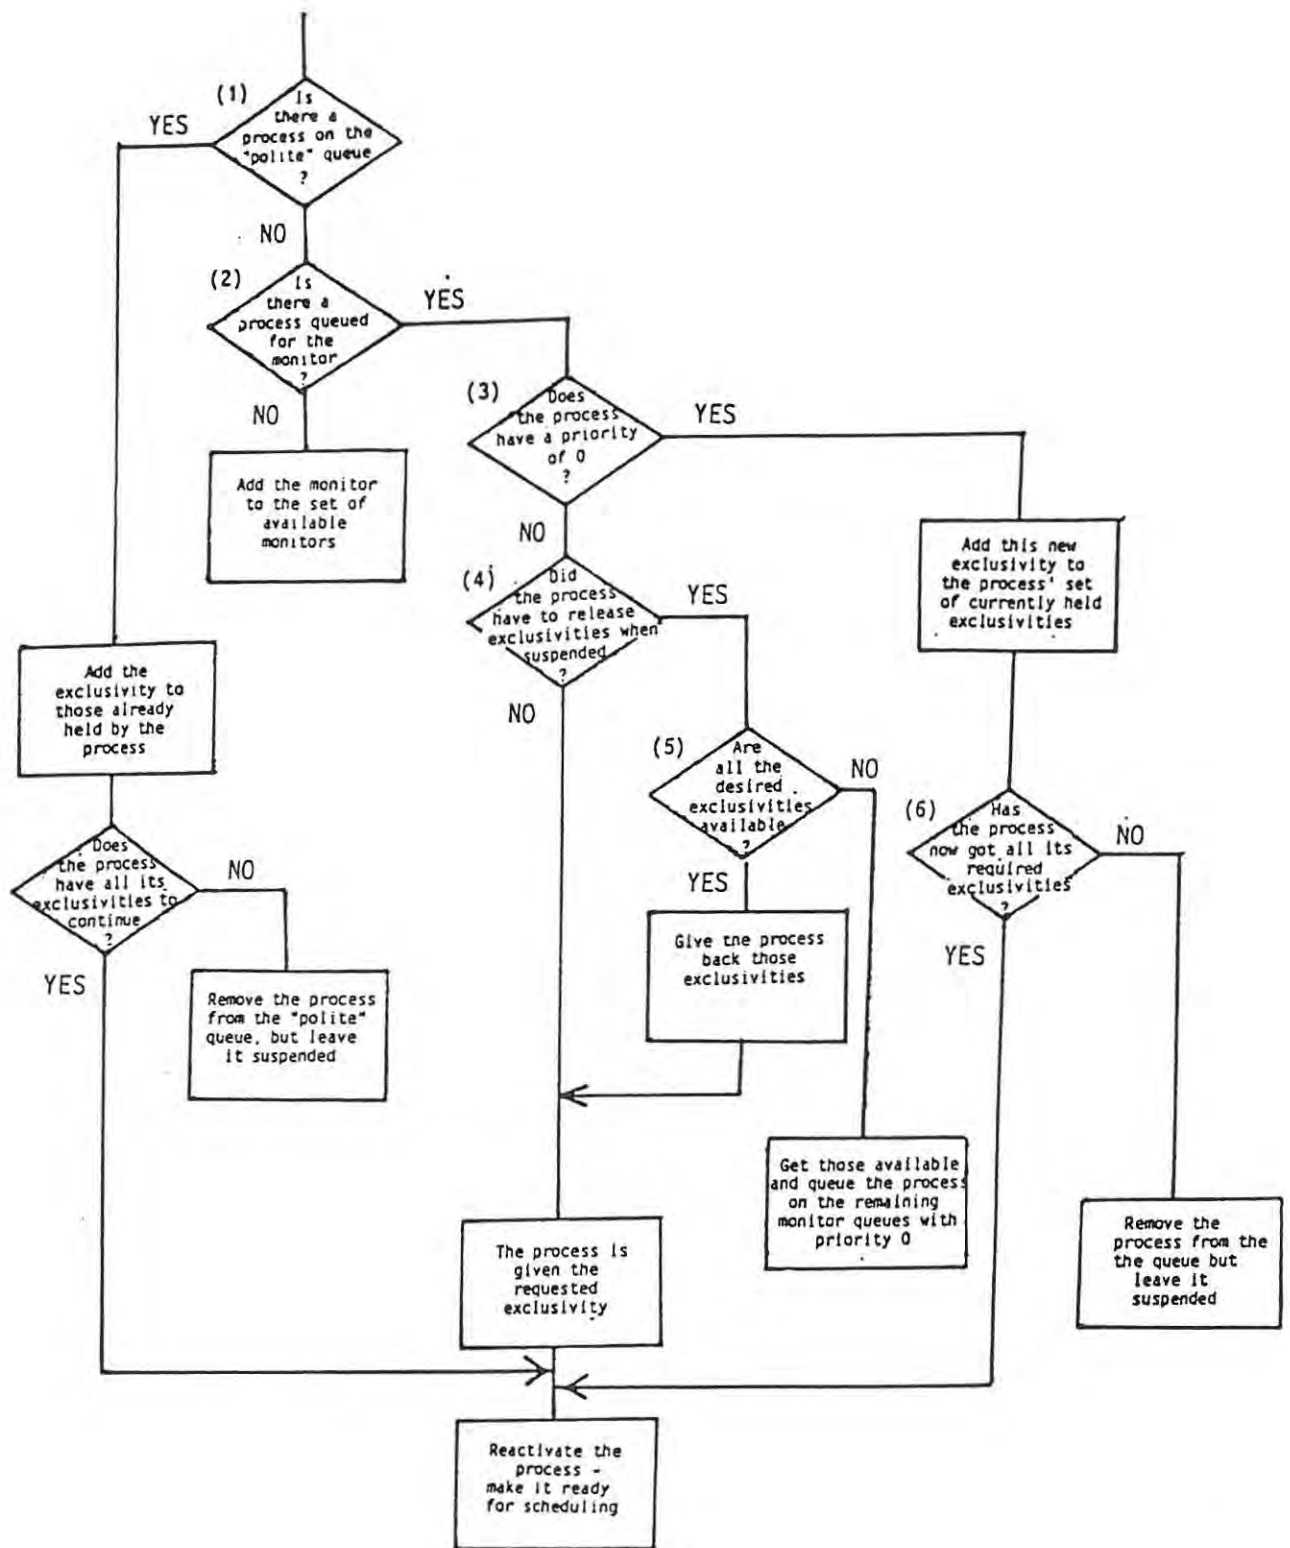 (1)
Is
there a
process on the
"polite" queue
?
YES
NO
(2)
Is
there a
process queued
for the
monitor
?
YES
NO
Add the monitor
to the set of
available
monitors
(3)
Does
the process
have a priority
of 0
?
YES
NO
(4)
Did
the process
have to release
exclusivities when
suspended
?
YES
NO
Add this new
exclusivity to
the process' set
of currently held
exclusivities
Add the
exclusivity to
those already
held by the
process
(5)
Are
all the
desired
exclusivities
available
?
NO
YES
(6)
Has
the process
now got all its
required
exclusivities
?
NO
YES
Does
the process
have all its
exclusivities to
continue
?
NO
YES
Remove the process
from the "polite"
queue, but leave
it suspended
Give the process
back those
exclusivities
Get those available
and queue the process
on the remaining
monitor queues with
priority 0
Remove the
process from the
the queue but
leave it
suspended
The process is
given the
requested
exclusivity
Reactivate the
process -
make it ready
for scheduling